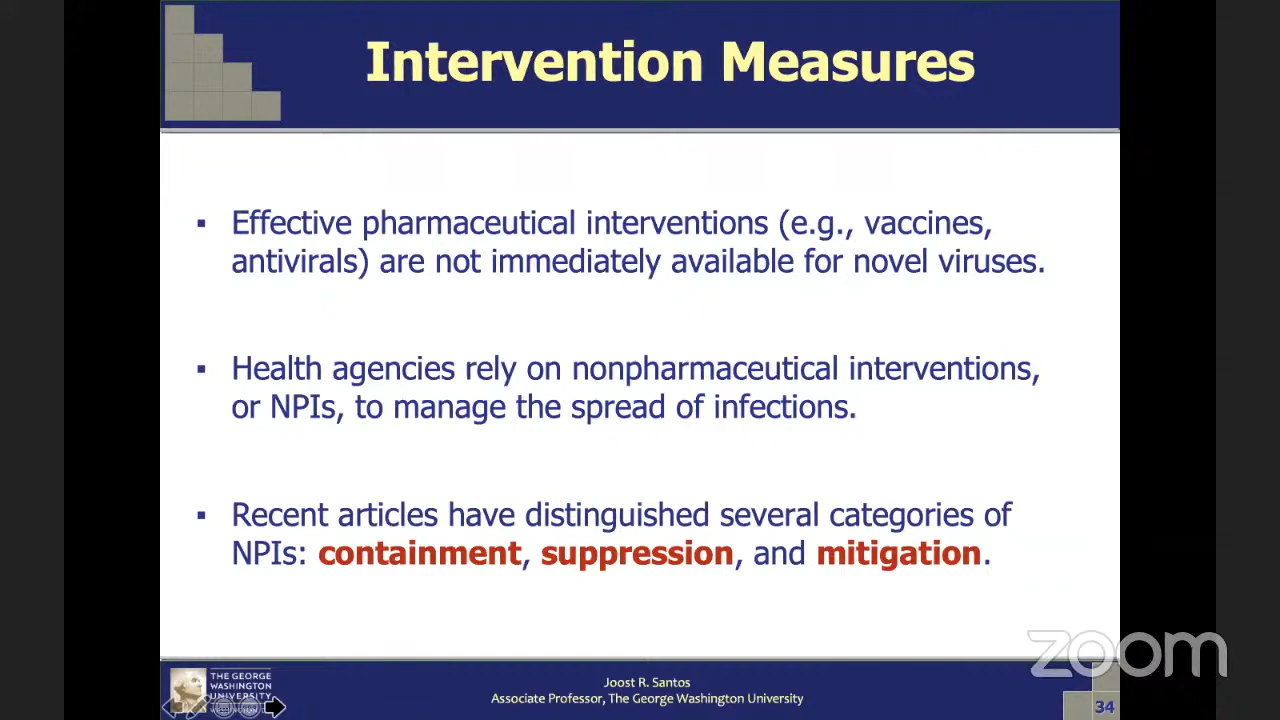 Intervention Measures
▪ Effective pharmaceutical interventions (e.g., vaccines,
antivirals) are not immediately available for novel viruses.
▪ Health agencies rely on nonpharmaceutical interventions,
or NPIs, to manage the spread of infections.
▪ Recent articles have distinguished several categories of
NPIs: containment, suppression, and mitigation.
zoom
THE GEORGE
WASHINGTON
UNIVERSITY
Joost R. Santos
Associate Professor, The George Washington University
34